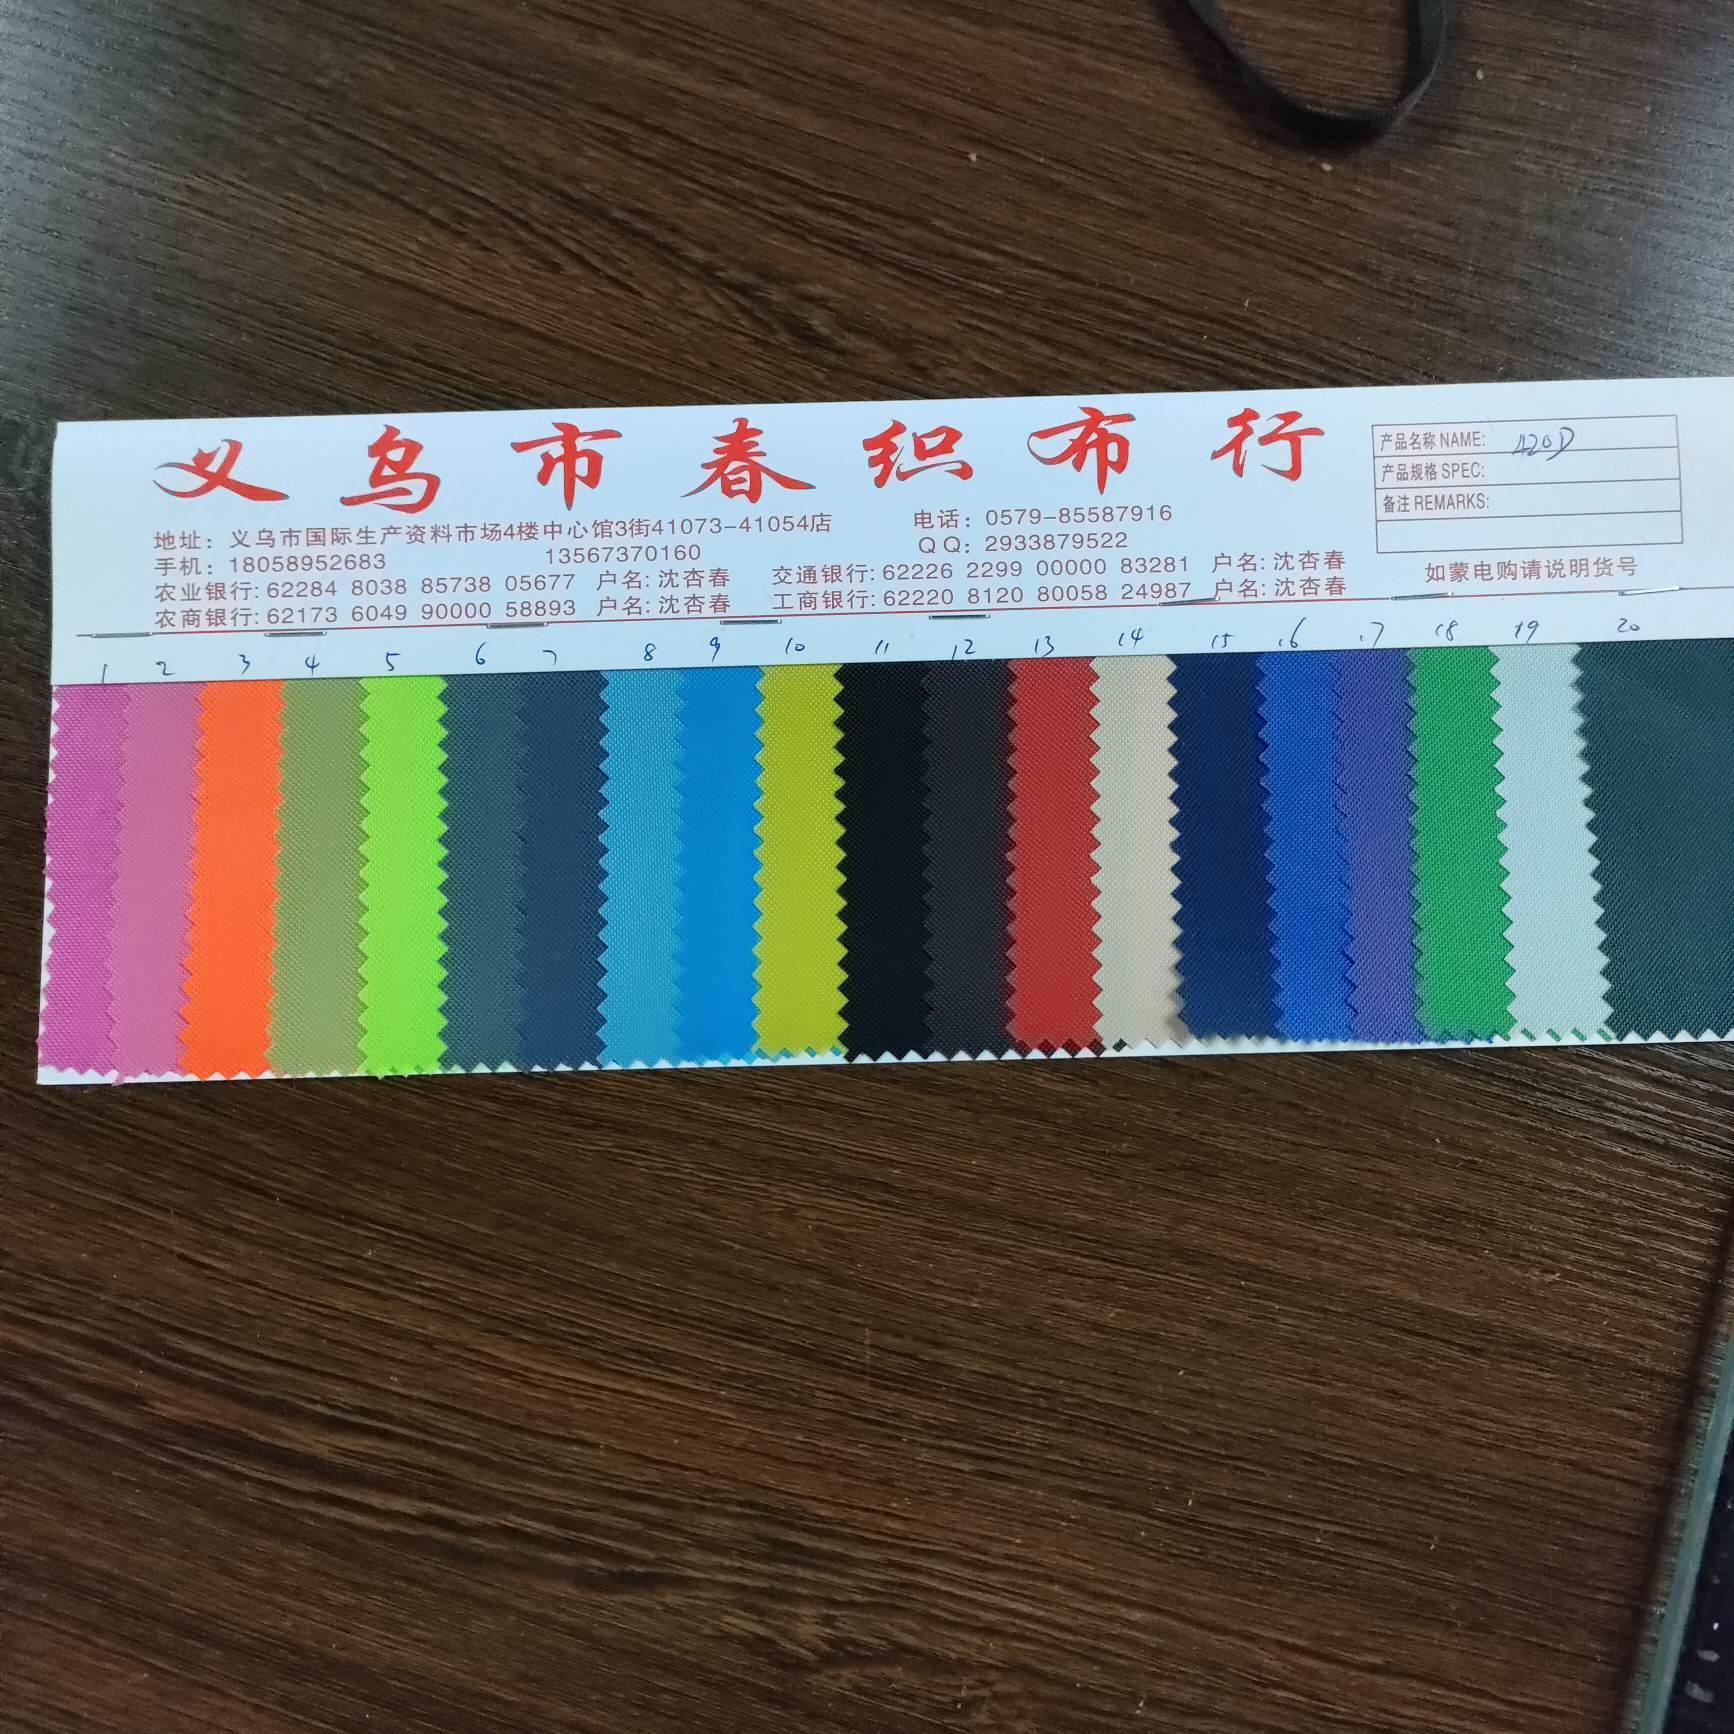 义乌市春织布行
地址：义乌市国际生产资料市场4楼中心馆3街41073-41054店
电话：0579-85587916
手机：18058952683 13567370160
QQ：2933879522
农业银行:62284 8038 85738 05677 户名:沈杏春
交通银行:62226 2299 00000 83281 户名:沈杏春
农商银行:62173 6049 90000 58893 户名:沈杏春
工商银行:62220 8120 80058 24987 户名:沈杏春
产品名称NAME: 420D
产品规格SPEC:
备注REMARKS:
如蒙电购请说明货号
1 2 3 4 5 6 7 8 9 10 11 12 13 14 15 16 17 18 19 20